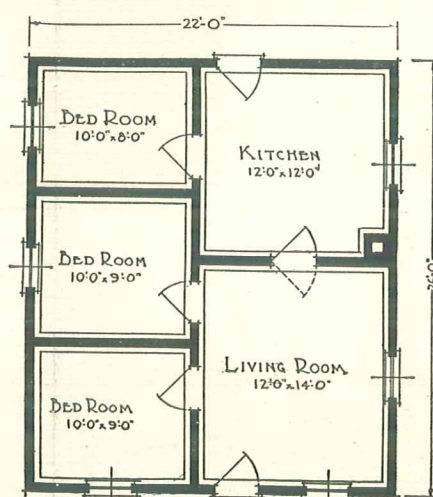 22'-0"
BED ROOM
10'-0"x8'-0"
KITCHEN
12'-0"x12'-0"
BED ROOM
10'-0"x9'-0"
LIVING ROOM
12'-0"x14'-0"
BED ROOM
10'-0"x9'-0"